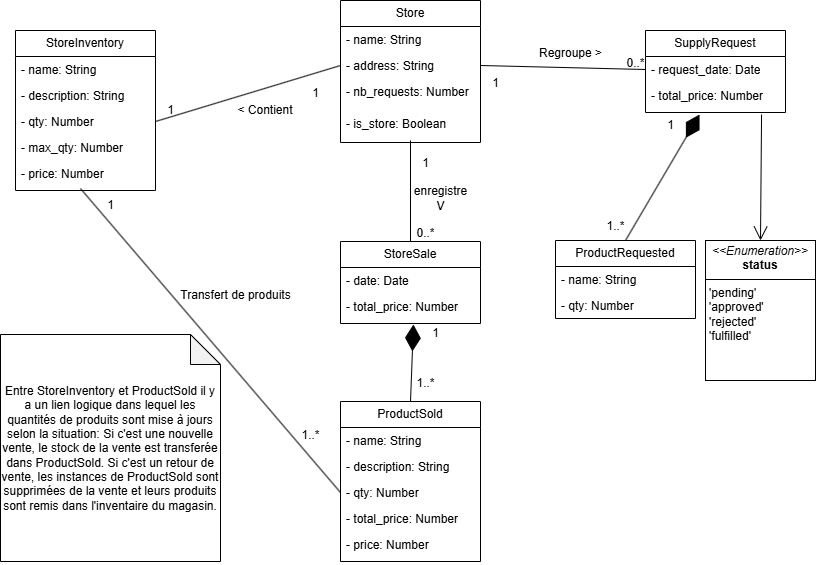 StoreInventory
- name: String
- description: String
- qty: Number
- max_qty: Number
- price: Number
Store
- name: String
- address: String
- nb_requests: Number
- is_store: Boolean
SupplyRequest
- request_date: Date
- total_price: Number
1
< Contient
1
1
Regroupe >
0..*
1
enregistre
V
0..*
1
1..*
StoreSale
- date: Date
- total_price: Number
ProductRequested
- name: String
- qty: Number
<<Enumeration>>
status
'pending'
'approved'
'rejected'
'fulfilled'
1
Transfert de produits
1..*
1
1..*
ProductSold
- name: String
- description: String
- qty: Number
- total_price: Number
- price: Number
Entre StoreInventory et ProductSold il y
a un lien logique dans lequel les
quantités de produits sont mise à jours
selon la situation: Si c'est une nouvelle
vente, le stock de la vente est transferée
dans ProductSold. Si c'est un retour de
vente, les instances de ProductSold sont
supprimées de la vente et leurs produits
sont remis dans l'inventaire du magasin.